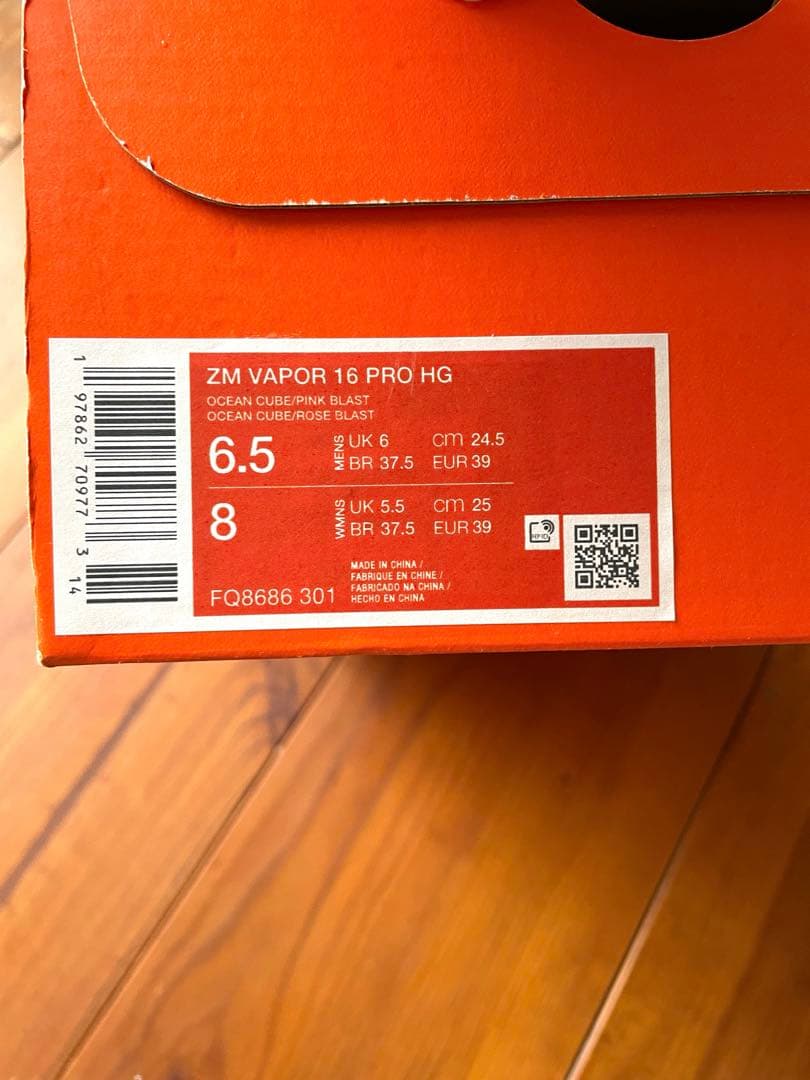 ZM VAPOR 16 PRO HG
OCEAN CUBE/PINK BLAST
OCEAN CUBE/ROSE BLAST
6.5 MENS UK 6 cm 24.5
BR 37.5 EUR 39
8 WMNS UK 5.5 cm 25
BR 37.5 EUR 39
MADE IN CHINA /
FABRIQUE EN CHINE /
FABRICADO NA CHINA /
HECHO EN CHINA
FQ8686 301
RFID
1 97862 70977 3 14